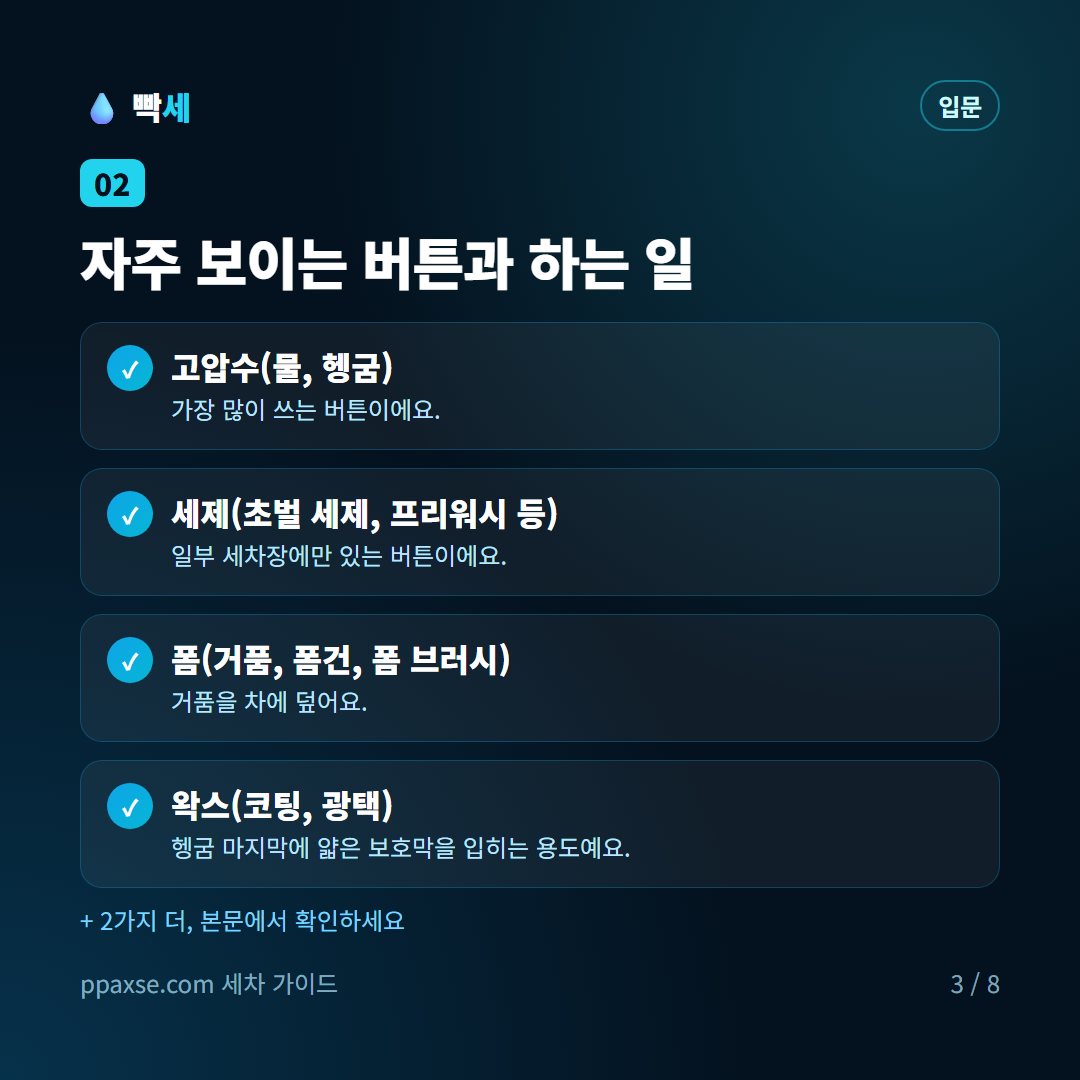 빡세
입문
02
자주 보이는 버튼과 하는 일
고압수(물, 헹굼)
가장 많이 쓰는 버튼이에요.
세제(초벌 세제, 프리워시 등)
일부 세차장에만 있는 버튼이에요.
폼(거품, 폼건, 폼 브러시)
거품을 차에 덮어요.
왁스(코팅, 광택)
헹굼 마지막에 얇은 보호막을 입히는 용도예요.
+ 2가지 더, 본문에서 확인하세요
ppaxse.com 세차 가이드
3 / 8